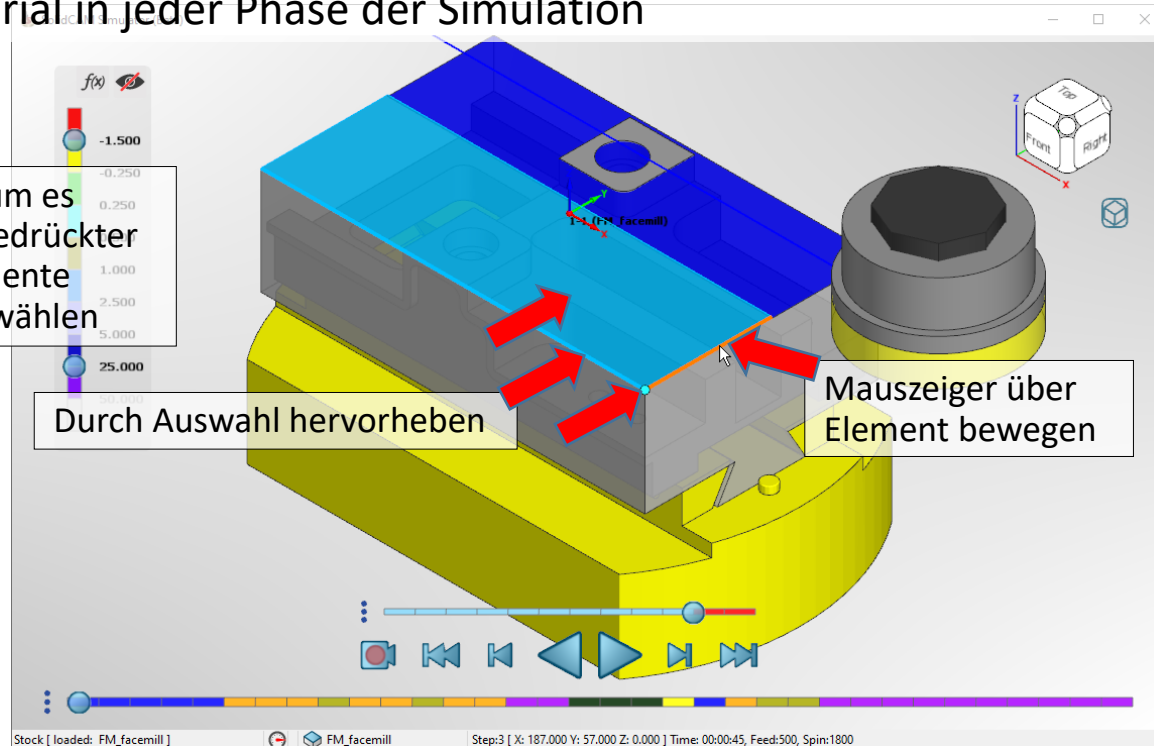 rial in jeder Phase der Simulation
f(x)
-1.500
-0.250
0.250
1.000
2.500
5.000
25.000
50.000
um es
edrückter
ente
wählen
Top
Front
Right
Z
X
Y
X
1-1 (FM_facemill)
Durch Auswahl hervorheben
Mauszeiger über
Element bewegen
Stock [ loaded: FM_facemill ]
FM_facemill
Step:3 [ X: 187.000 Y: 57.000 Z: 0.000 ] Time: 00:00:45, Feed:500, Spin:1800